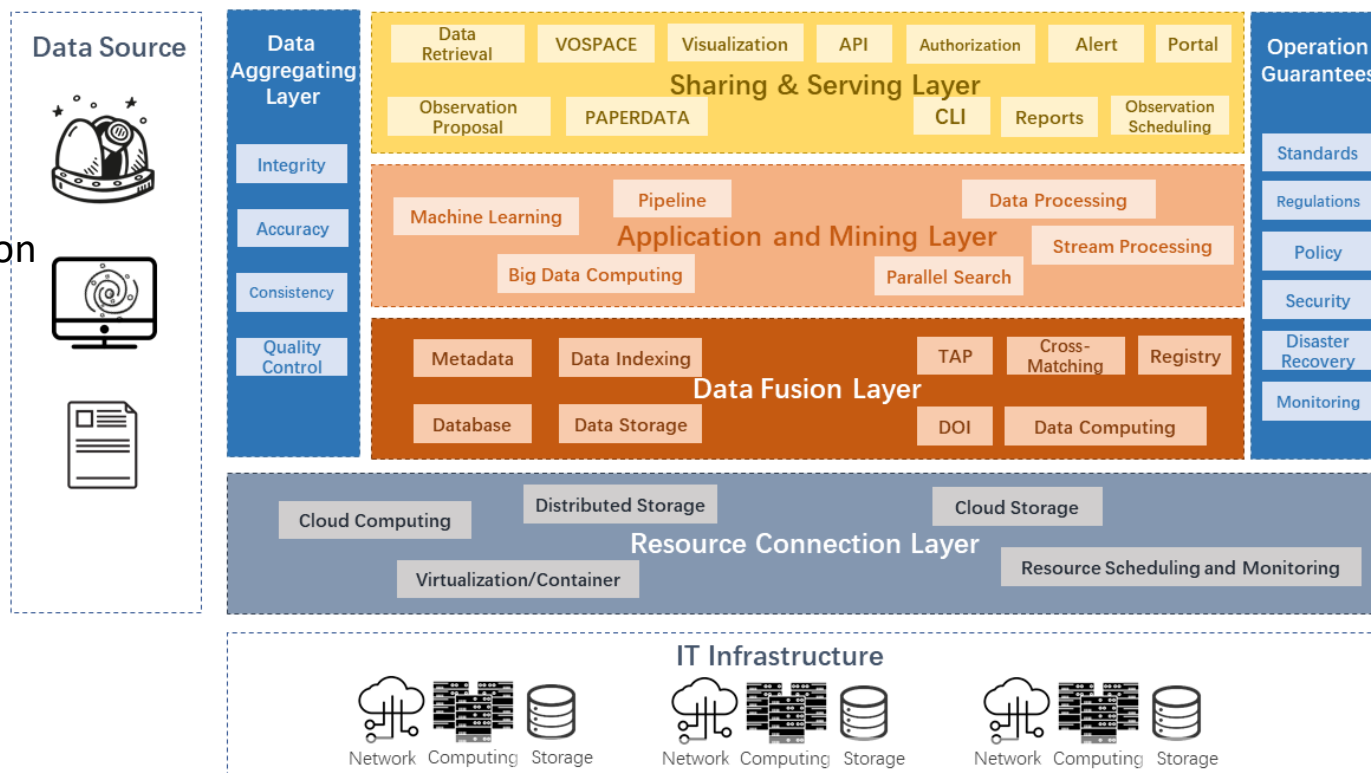 Data Source
on
Data
Aggregating
Layer
Integrity
Accuracy
Consistency
Quality
Control
Data
Retrieval
VOSPACE
Visualization
API
Authorization
Alert
Portal
Sharing & Serving Layer
Observation
Proposal
PAPERDATA
CLI
Reports
Observation
Scheduling
Machine Learning
Pipeline
Data Processing
Application and Mining Layer
Stream Processing
Big Data Computing
Parallel Search
Metadata
Data Indexing
TAP
Cross-
Matching
Registry
Data Fusion Layer
Database
Data Storage
DOI
Data Computing
Operation
Guarantees
Standards
Regulations
Policy
Security
Disaster
Recovery
Monitoring
Cloud Computing
Distributed Storage
Cloud Storage
Resource Connection Layer
Virtualization/Container
Resource Scheduling and Monitoring
IT Infrastructure
Network Computing Storage
Network Computing Storage
Network Computing Storage